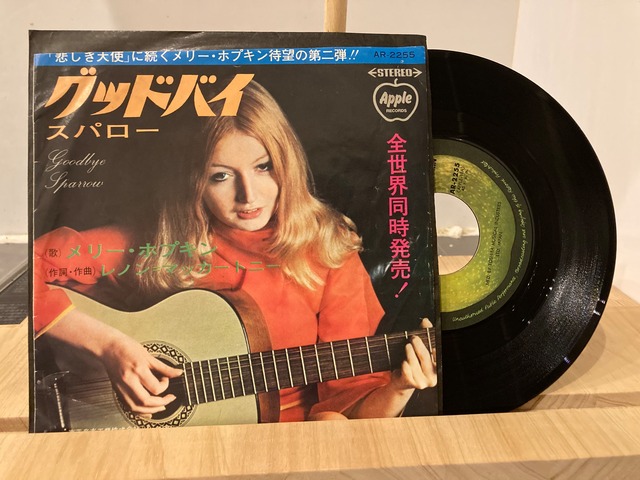 「悲しき天使」に続くメリー・ホプキン待望の第二弾!!
AR-2255
STEREO
Apple
RECORDS
グッドバイ
スパロー
Goodbye
Sparrow
全世界同時発売!
(歌)メリー・ホプキン
(作詞・作曲)レノン=マッカートニー
AR-2255